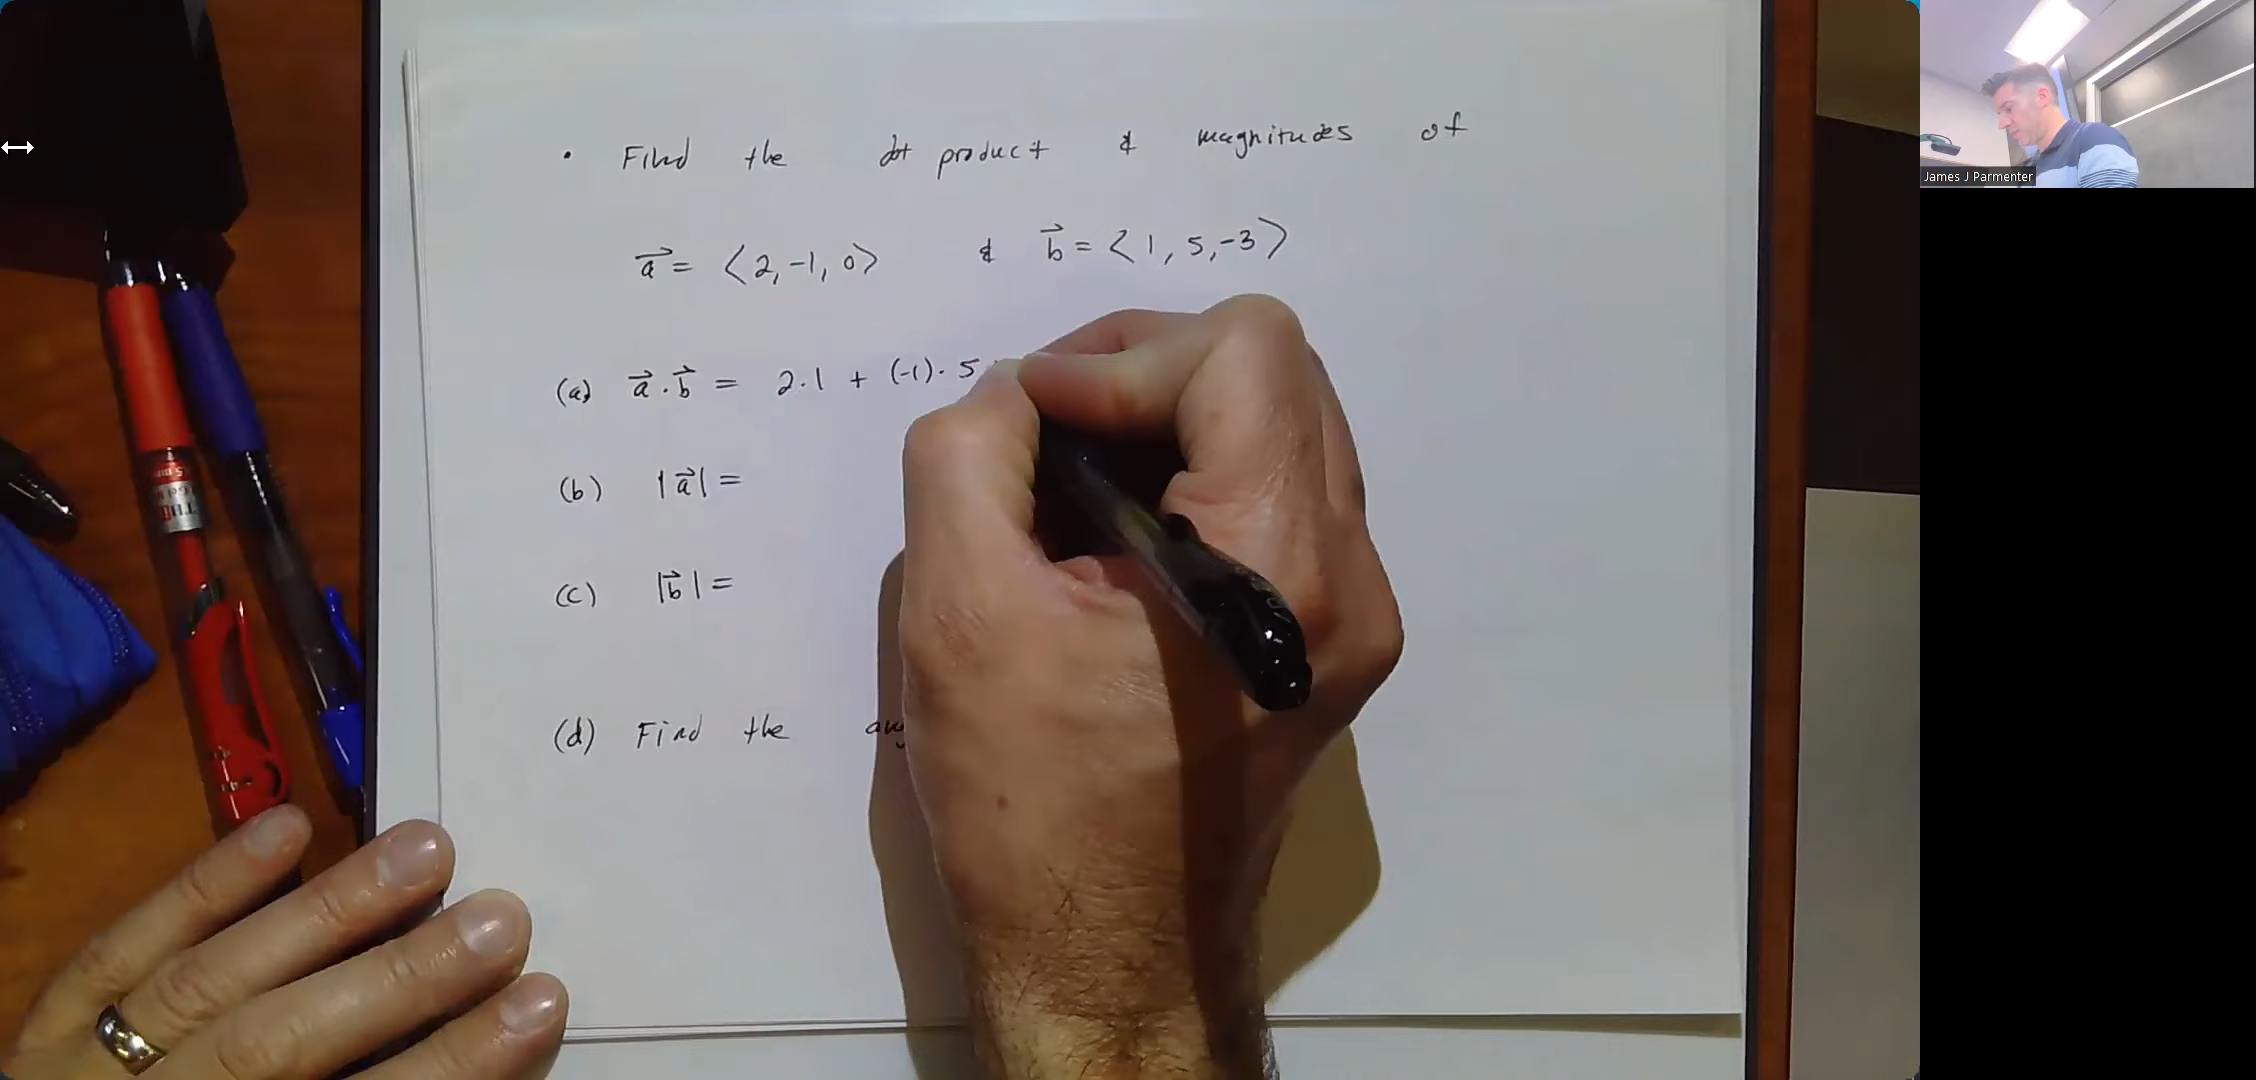 • Find the dot product & magnitudes of
a⃗ = ⟨2, -1, 0⟩ & b⃗ = ⟨1, 5, -3⟩
(a) a⃗ · b⃗ = 2·1 + (-1)·5
(b) |a⃗| =
(c) |b⃗| =
(d) Find the
James J Parmenter